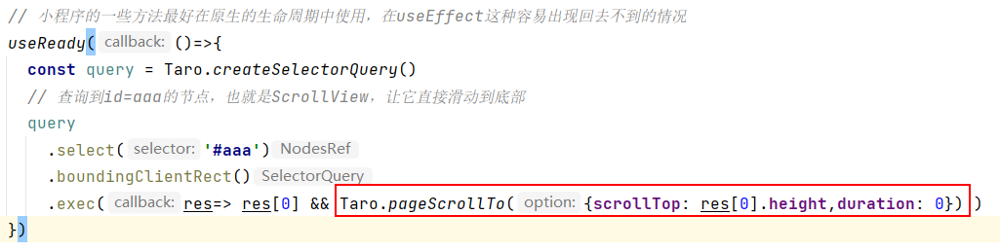 // 小程序的一些方法最好在原生的生命周期中使用，在useEffect这种容易出现回去不到的情况
useReady( callback: ()=>{
const query = Taro.createSelectorQuery()
// 查询到id=aaa的节点，也就是ScrollView，让它直接滑动到底部
query
.select( selector: '#aaa') NodesRef
.boundingClientRect() SelectorQuery
.exec( callback: res=> res[0] && Taro.pageScrollTo( option: {scrollTop: res[0].height,duration: 0}) )
})